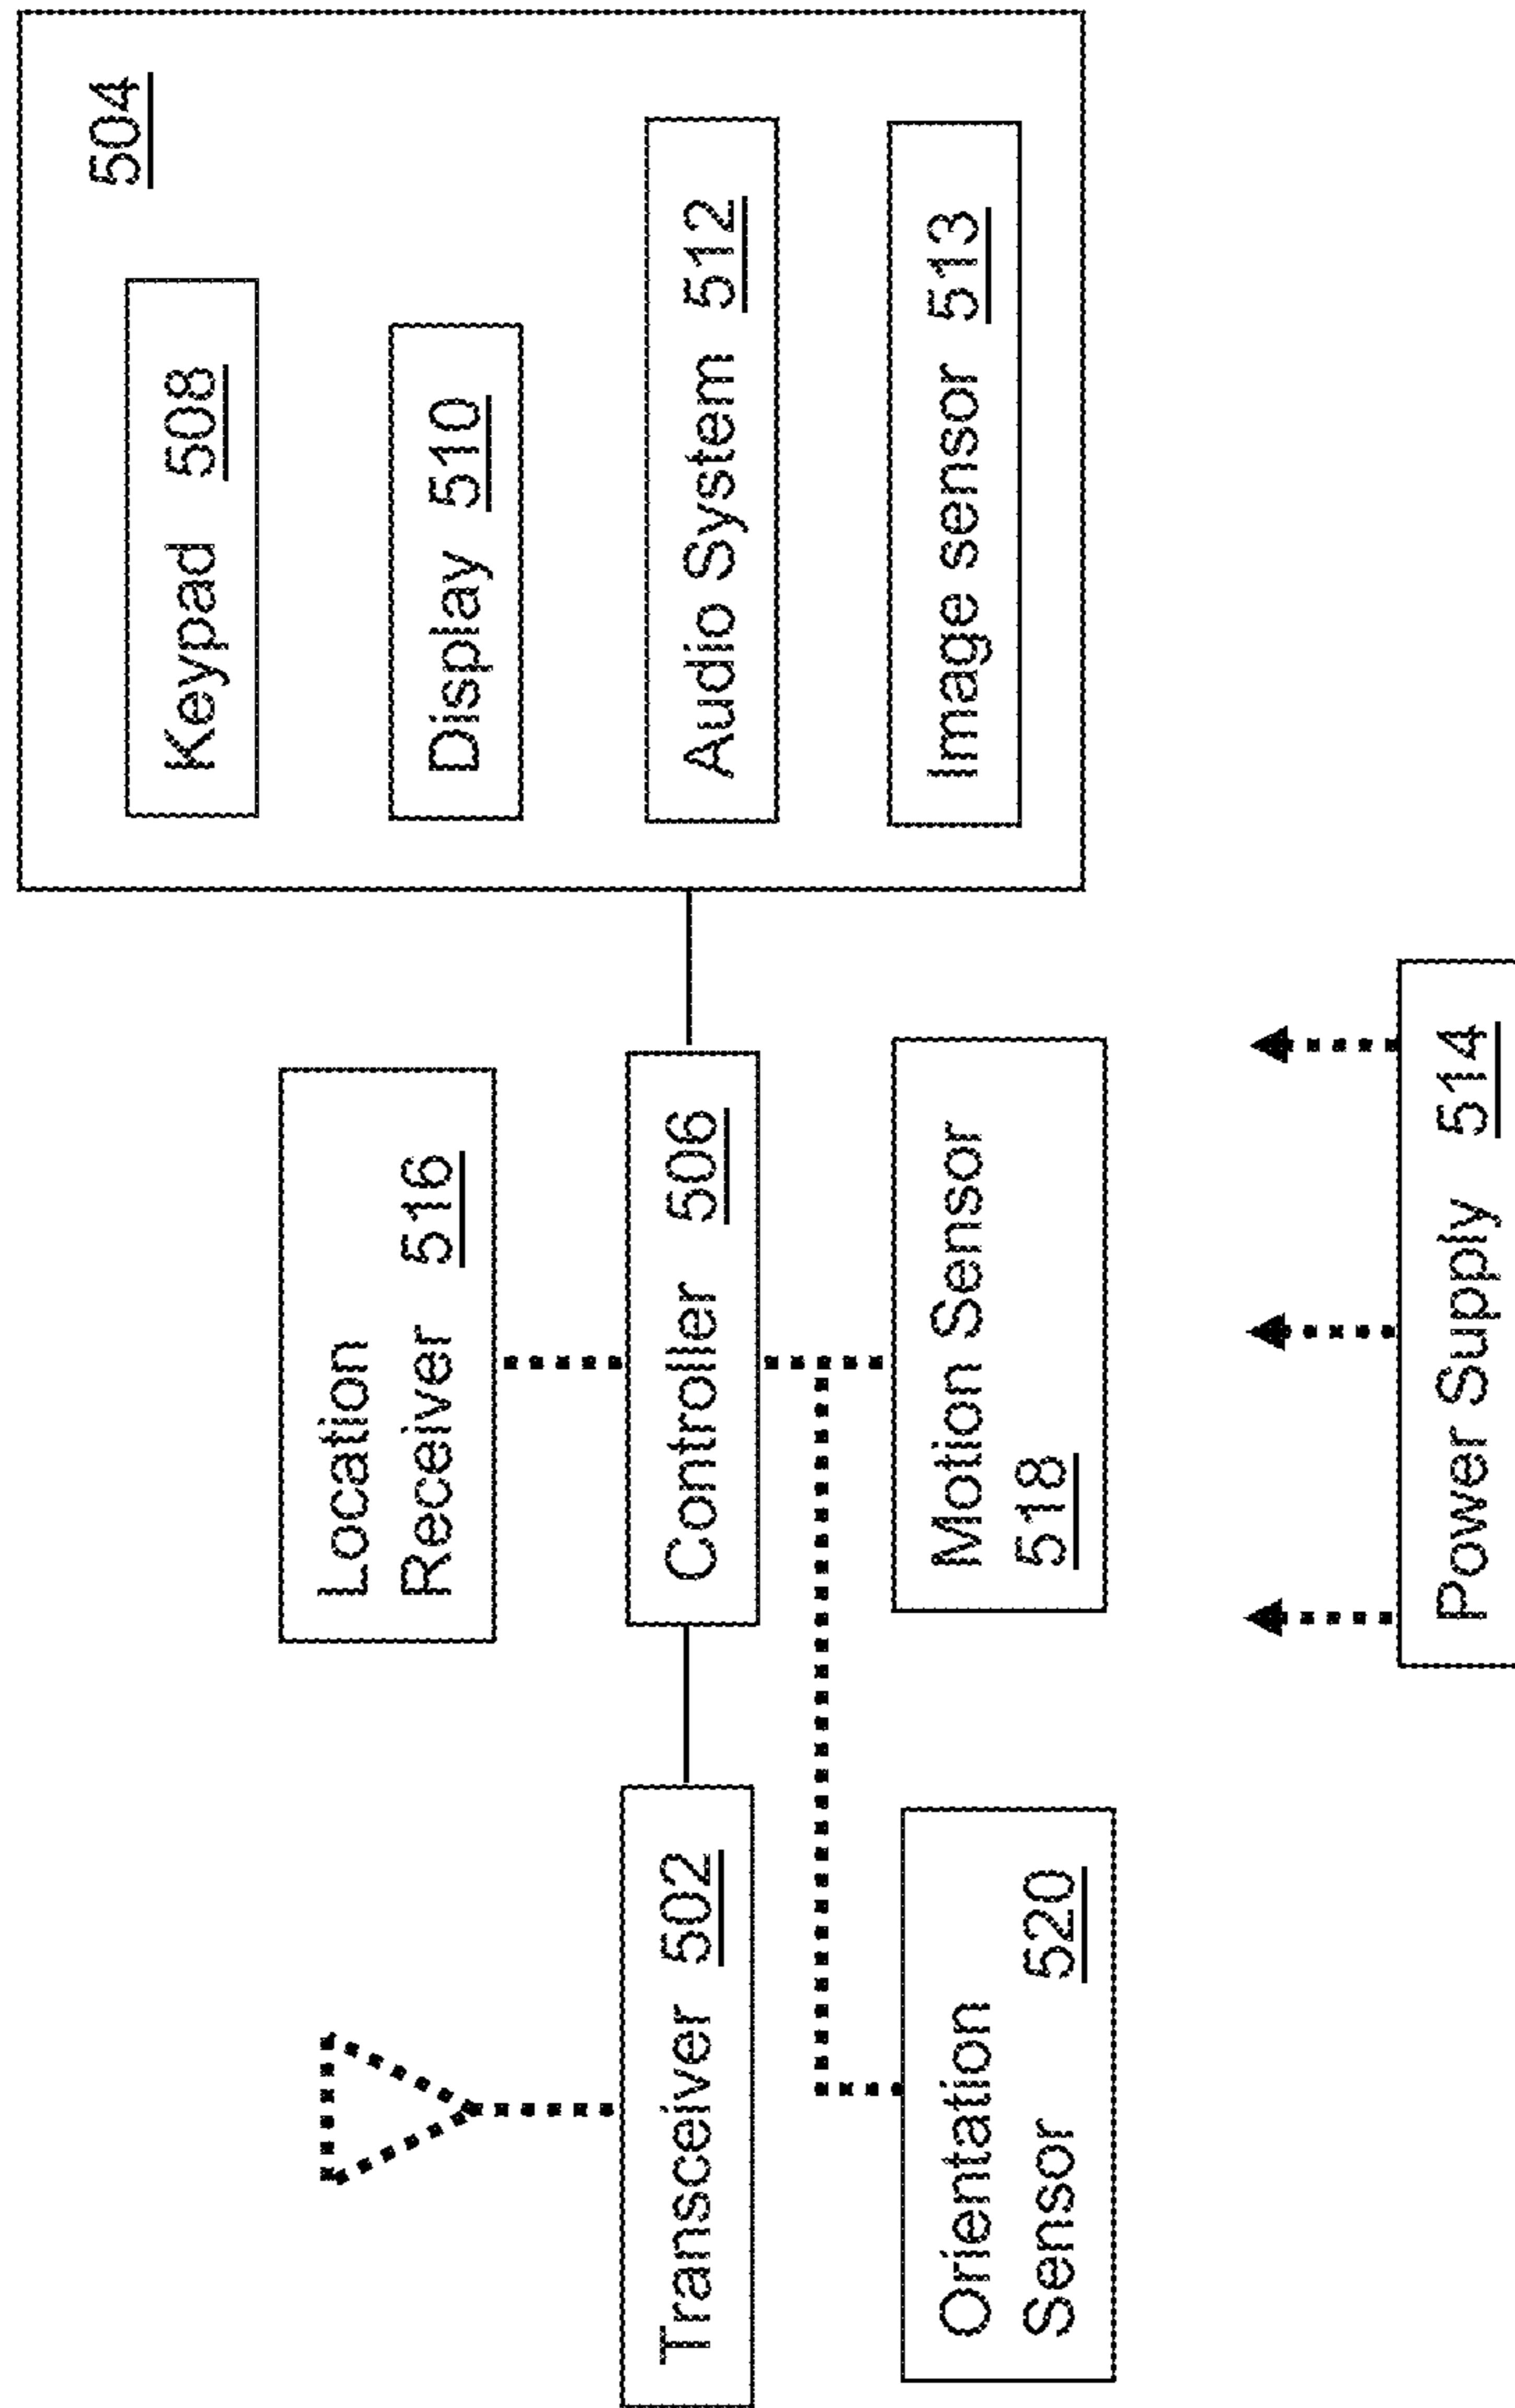 504
Keypad 508
Display 510
Audio System 512
Image sensor 513
Location
Receiver 516
Controller 506
Motion Sensor
518
Transceiver 502
Orientation
Sensor 520
Power Supply 514